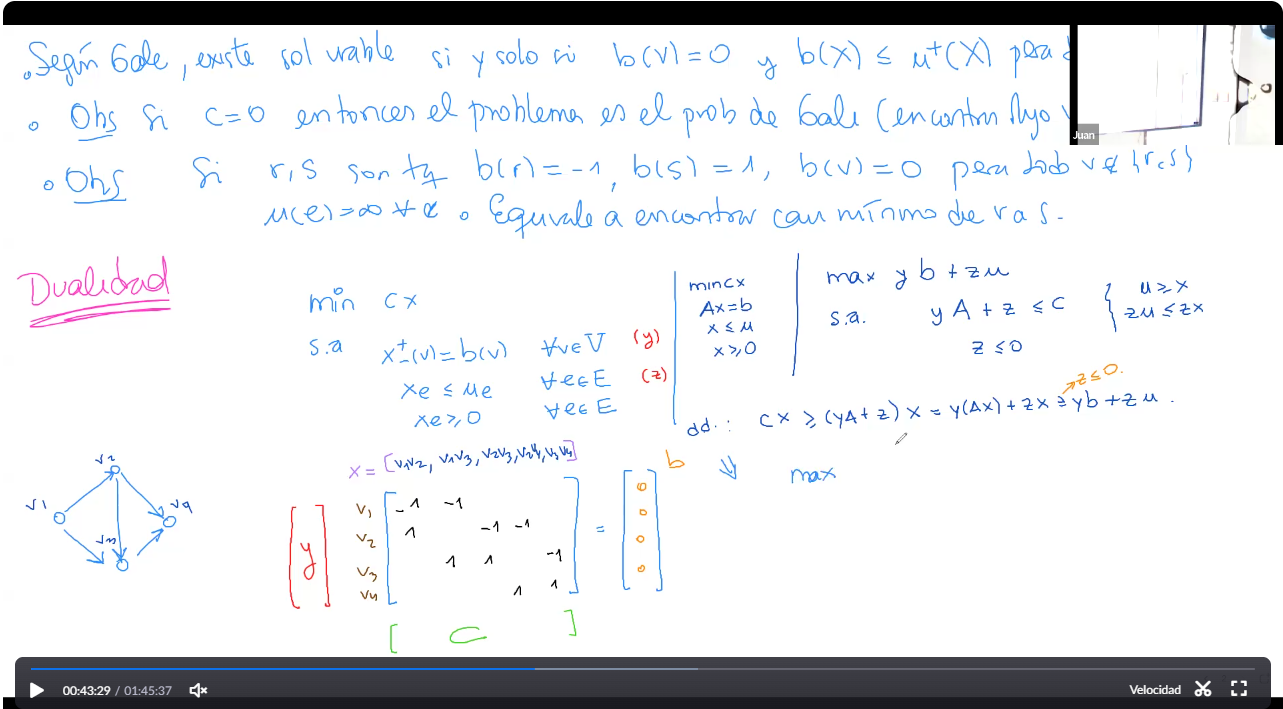 . Según Gale, existe sol viable si y solo si b(V)=0 y b(X) ≤ u⁺(X) para
• Obs Si c=0 entonces el problema es el prob de Gale (encontrar flujo
• Obs Si r,s son tq b(r)=-1, b(s)=1, b(v)=0 para todo v∉{r,s}
u(e)=∞ ∀e. Equivale a encontrar cam mínimo de r a s.
Juan
Dualidad
min cx
s.a x±(v)=b(v) ∀v∈V (y)
xe ≤ ue ∀e∈E (z)
xe ≥ 0 ∀e∈E
min cx
Ax=b
x ≤ u
x ≥ 0
max yb+zu
s.a. yA+z ≤ c
z ≤ 0
{ u ≥ x
zu ≤ zx
z ≤ 0.
dd.: cx ≥ (yA+z)x = y(Ax)+zx ≥ yb+zu.
⇓ max
v1 v2 v3 v4
x = [v1v2, v1v3, v2v3, v2v4, v3v4]
b
v1 -1 -1 0
v2 1 -1 -1 0
v3 1 1 -1 0
v4 1 1 0
=
y
[ C ]
00:43:29 / 01:45:37
Velocidad